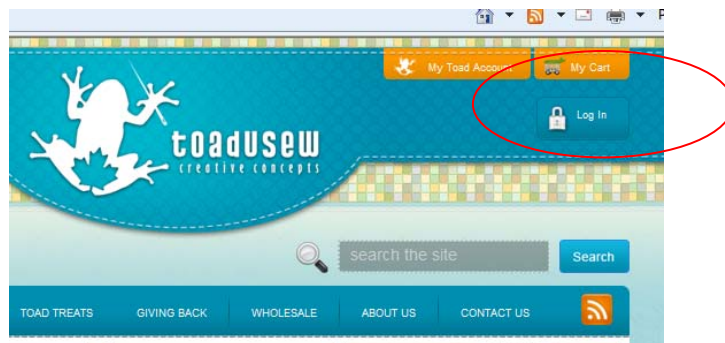 My Toad Account
My Cart
Log In
toadusew
creative concepts
search the site
Search
TOAD TREATS
GIVING BACK
WHOLESALE
ABOUT US
CONTACT US